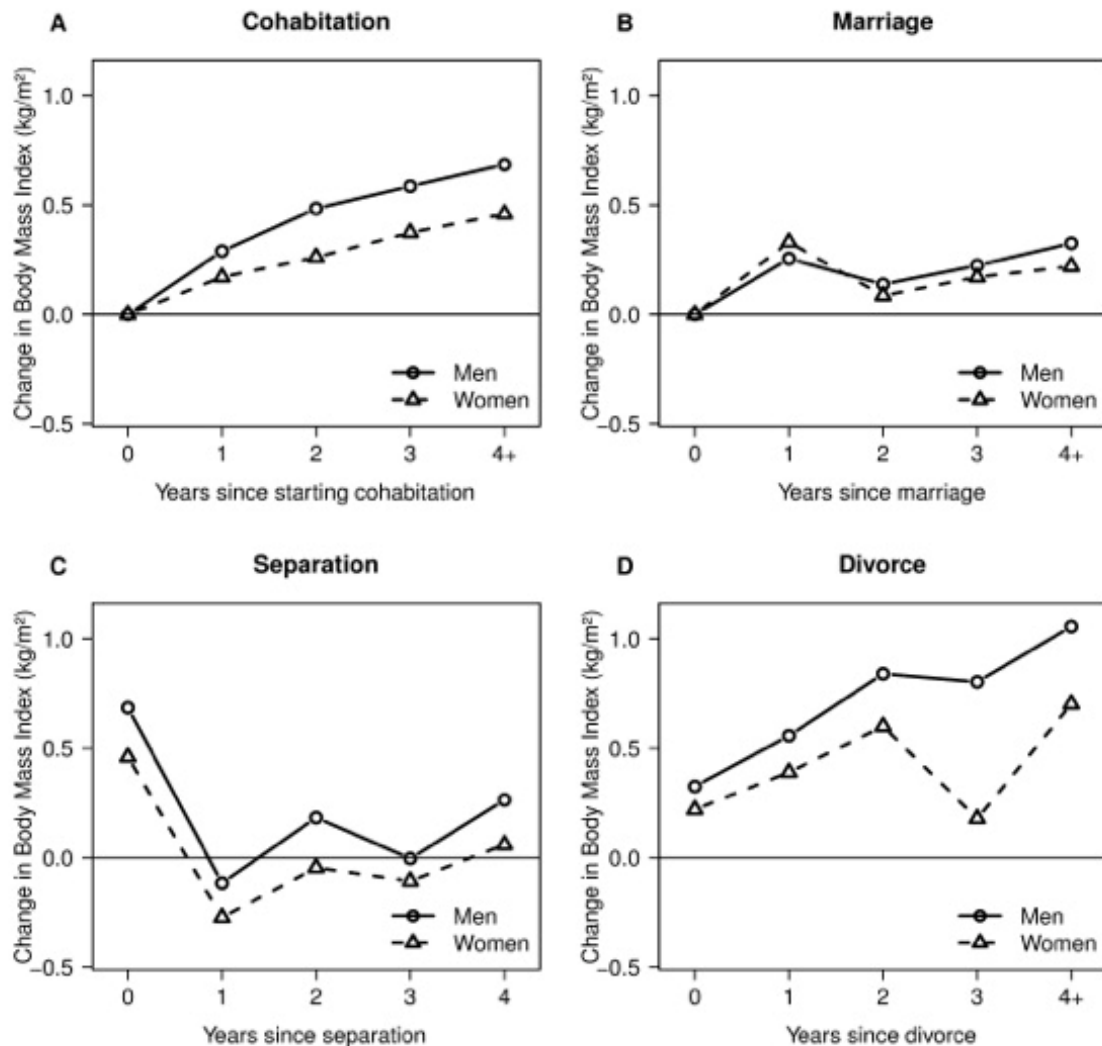 A Cohabitation
Change in Body Mass Index (kg/m²)
1.0
0.5
0.0
−0.5
Men
Women
0 1 2 3 4+
Years since starting cohabitation
B Marriage
Change in Body Mass Index (kg/m²)
1.0
0.5
0.0
−0.5
Men
Women
0 1 2 3 4+
Years since marriage
C Separation
Change in Body Mass Index (kg/m²)
1.0
0.5
0.0
−0.5
Men
Women
0 1 2 3 4
Years since separation
D Divorce
Change in Body Mass Index (kg/m²)
1.0
0.5
0.0
−0.5
Men
Women
0 1 2 3 4+
Years since divorce